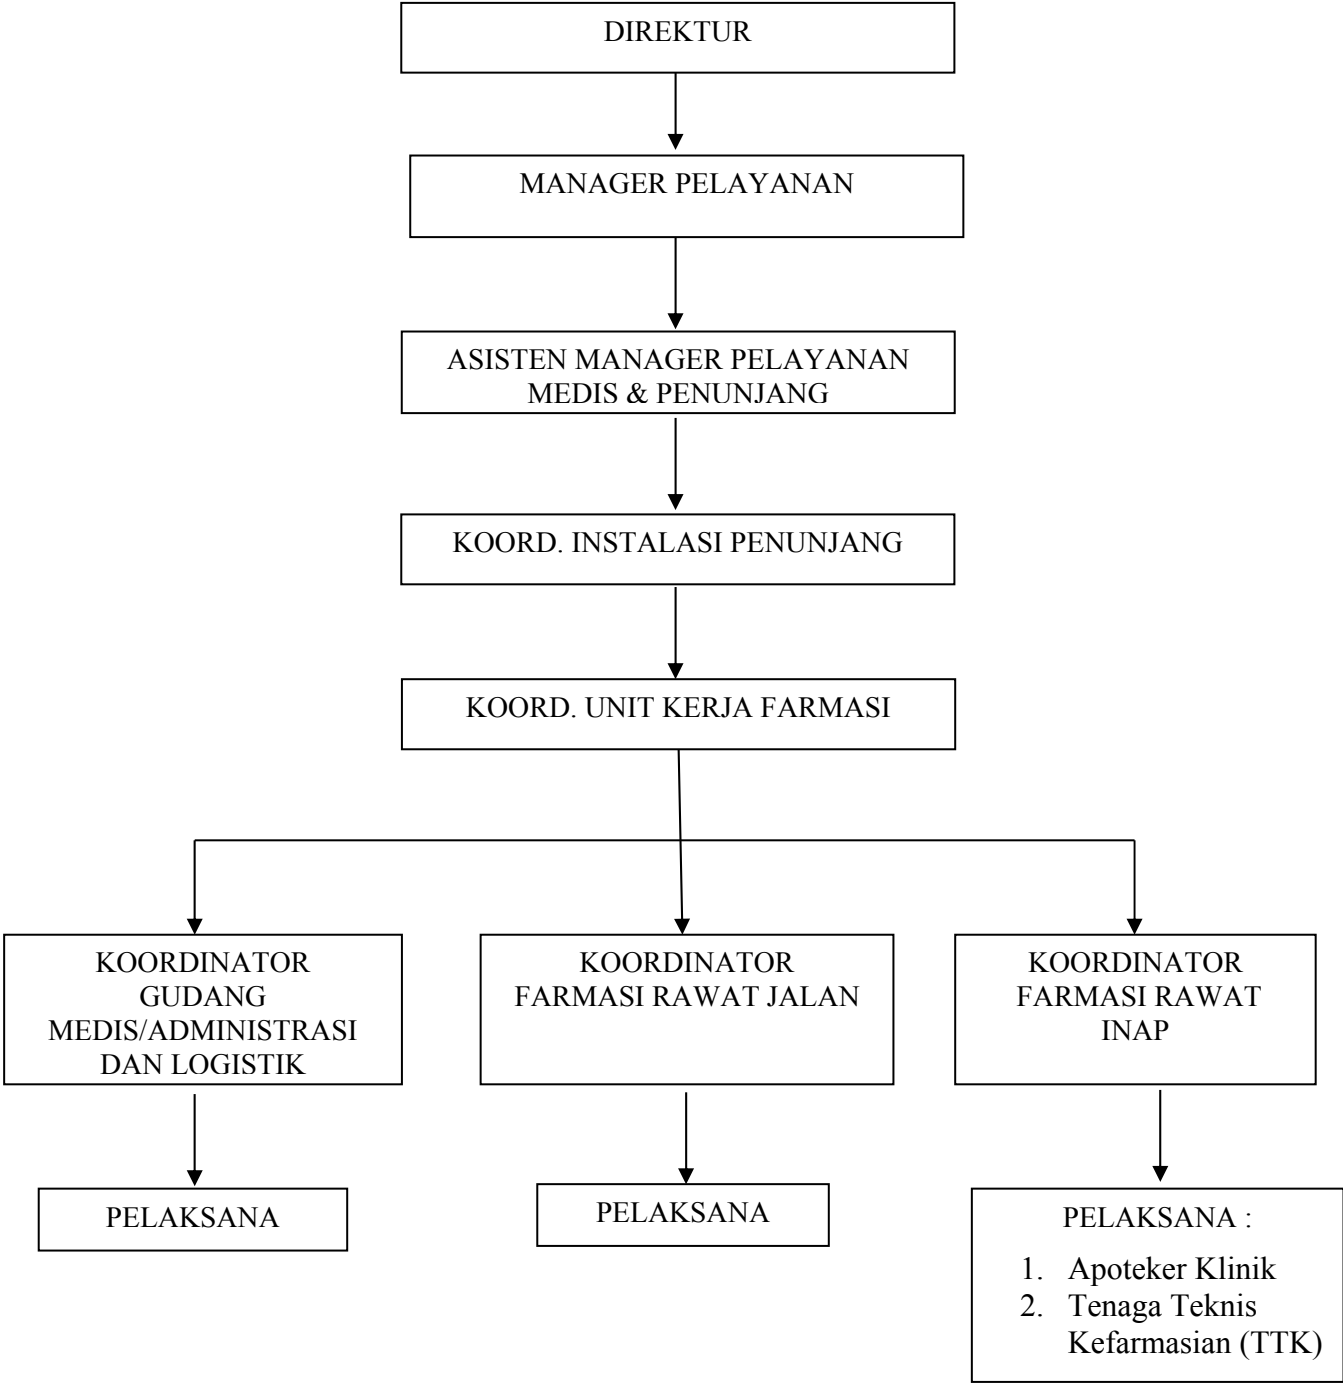 DIREKTUR
MANAGER PELAYANAN
ASISTEN MANAGER PELAYANAN
MEDIS & PENUNJANG
KOORD. INSTALASI PENUNJANG
KOORD. UNIT KERJA FARMASI
KOORDINATOR
GUDANG
MEDIS/ADMINISTRASI
DAN LOGISTIK
KOORDINATOR
FARMASI RAWAT JALAN
KOORDINATOR
FARMASI RAWAT
INAP
PELAKSANA
PELAKSANA
PELAKSANA :
1. Apoteker Klinik
2. Tenaga Teknis
Kefarmasian (TTK)